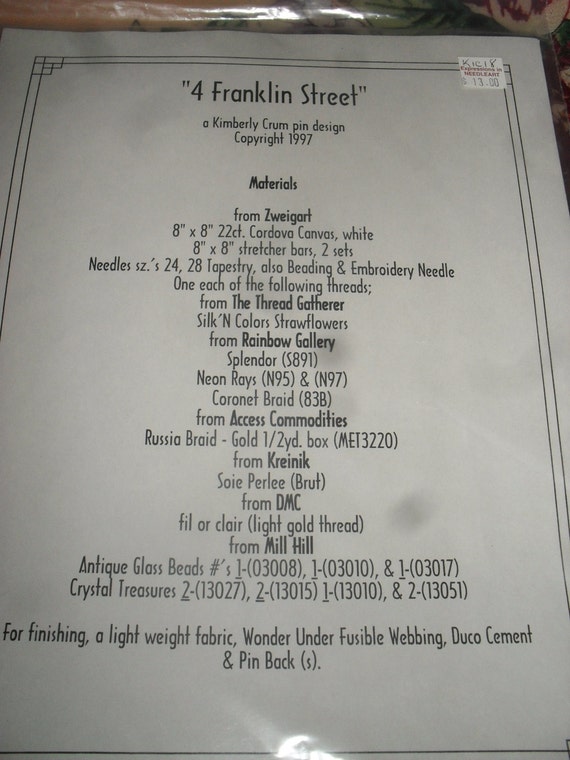 K1C18
Expressions in
NEEDLEART
$ 13.00
"4 Franklin Street"
a Kimberly Crum pin design
Copyright 1997
Materials
from Zweigart
8" x 8" 22ct. Cordova Canvas, white
8" x 8" stretcher bars, 2 sets
Needles sz.'s 24, 28 Tapestry, also Beading & Embroidery Needle
One each of the following threads;
from The Thread Gatherer
Silk'N Colors Strawflowers
from Rainbow Gallery
Splendor (S891)
Neon Rays (N95) & (N97)
Coronet Braid (83B)
from Access Commodities
Russia Braid - Gold 1/2yd. box (MET3220)
from Kreinik
Soie Perlee (Brut)
from DMC
fil or clair (light gold thread)
from Mill Hill
Antique Glass Beads #'s 1-(03008), 1-(03010), & 1-(03017)
Crystal Treasures 2-(13027), 2-(13015) 1-(13010), & 2-(13051)
For finishing, a light weight fabric, Wonder Under Fusible Webbing, Duco Cement
& Pin Back (s).